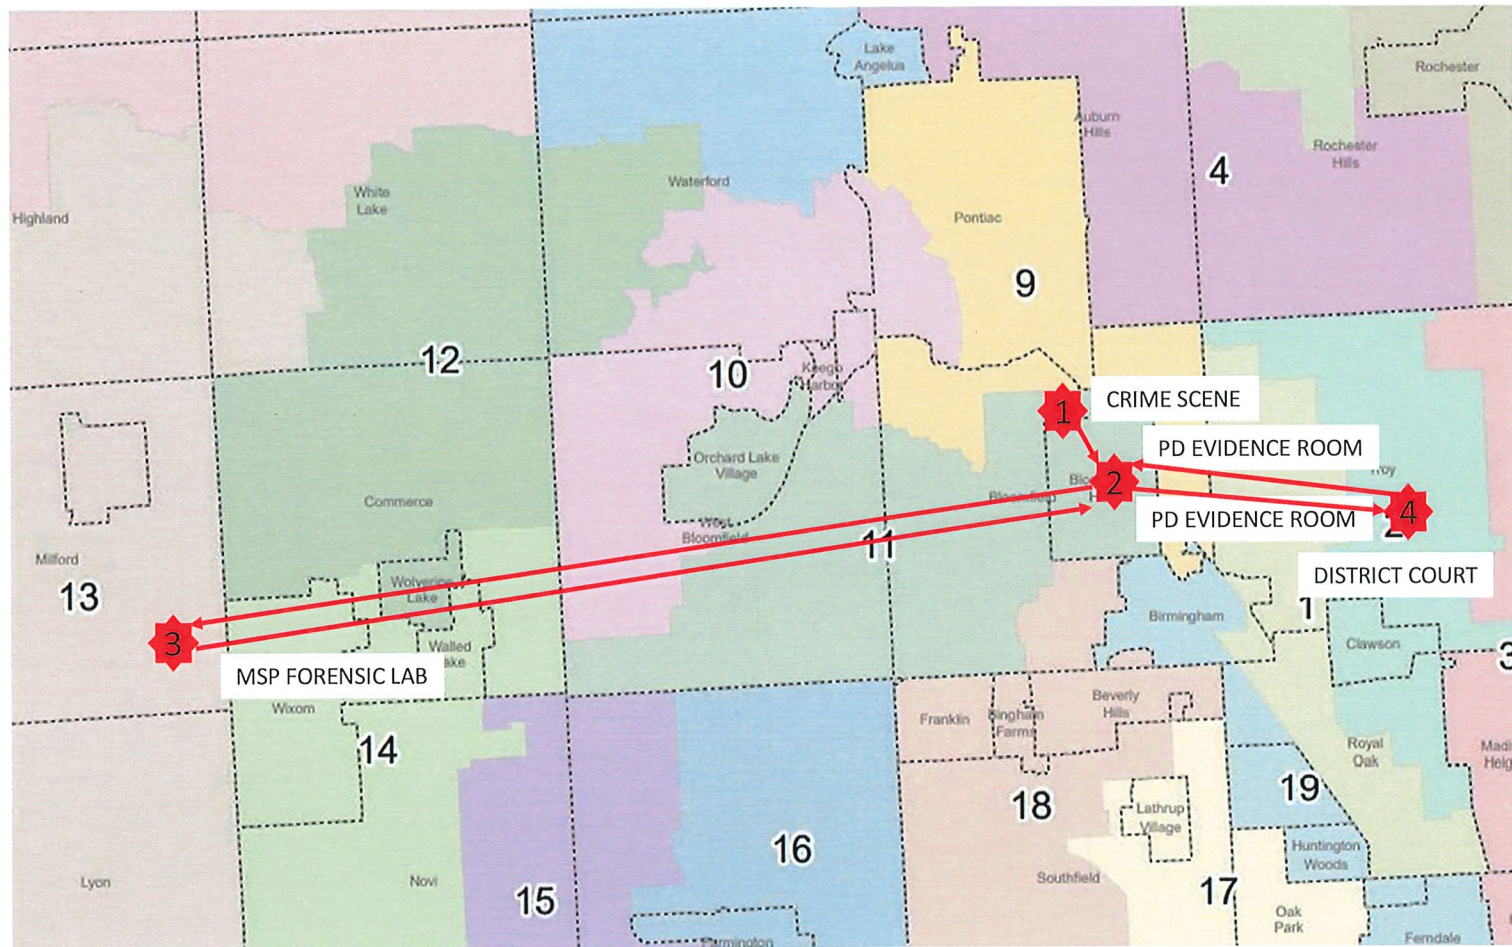 Lake
Angelus
Rochester
Auburn
Hills
Rochester
Hills
4
White
Lake
Waterford
Highland
Pontiac
9
12
10
Keego
Harbor
1
CRIME SCENE
PD EVIDENCE ROOM
Orchard Lake
Village
2
Commerce
Bloomfield
4
PD EVIDENCE ROOM
West
Bloomfield
11
Milford
DISTRICT COURT
13
Wolverine
Lake
1
Birmingham
3
Walled
Clawson
3
MSP FORENSIC LAB
Wixom
Beverly
Hills
Franklin
Bingham
Farms
14
Royal
Oak
18
19
Lathrup
Village
16
Huntington
Woods
Lyon
Novi
15
Southfield
17
Oak
Park
Farmington
Ferndale